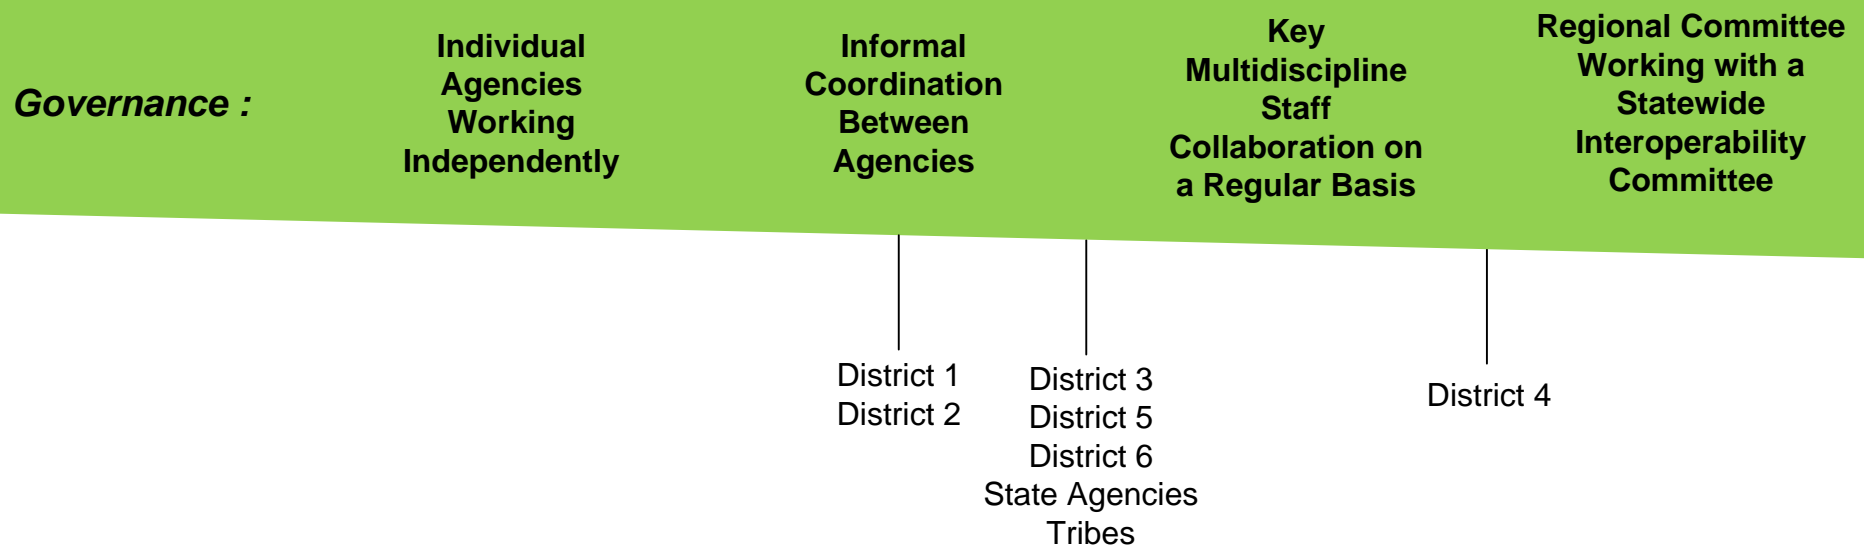 Governance :
Individual
Agencies
Working
Independently
Informal
Coordination
Between
Agencies
Key
Multidiscipline
Staff
Collaboration on
a Regular Basis
Regional Committee
Working with a
Statewide
Interoperability
Committee
District 1
District 2
District 3
District 5
District 6
State Agencies
Tribes
District 4